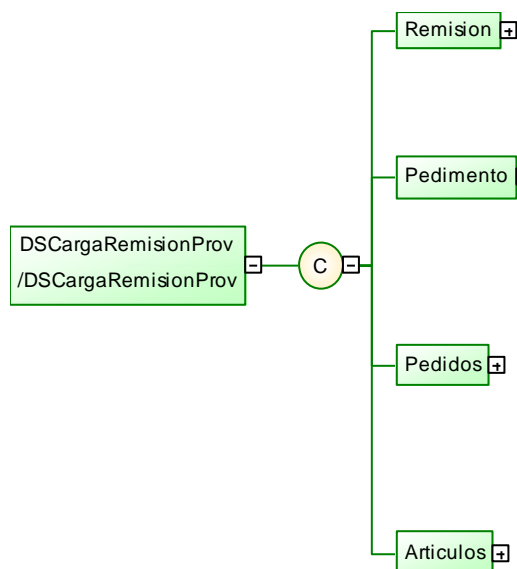 Remision
Pedimento
DSCargaRemisionProv
/DSCargaRemisionProv
C
Pedidos
Articulos